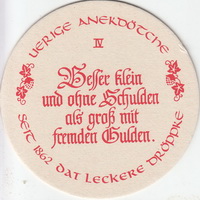 UERIGE ANEKDÖTCHE
IV
Besser klein
und ohne Schulden
als groß mit
fremden Gulden.
SEIT 1862 DAT LECKERE DRÖPPKE